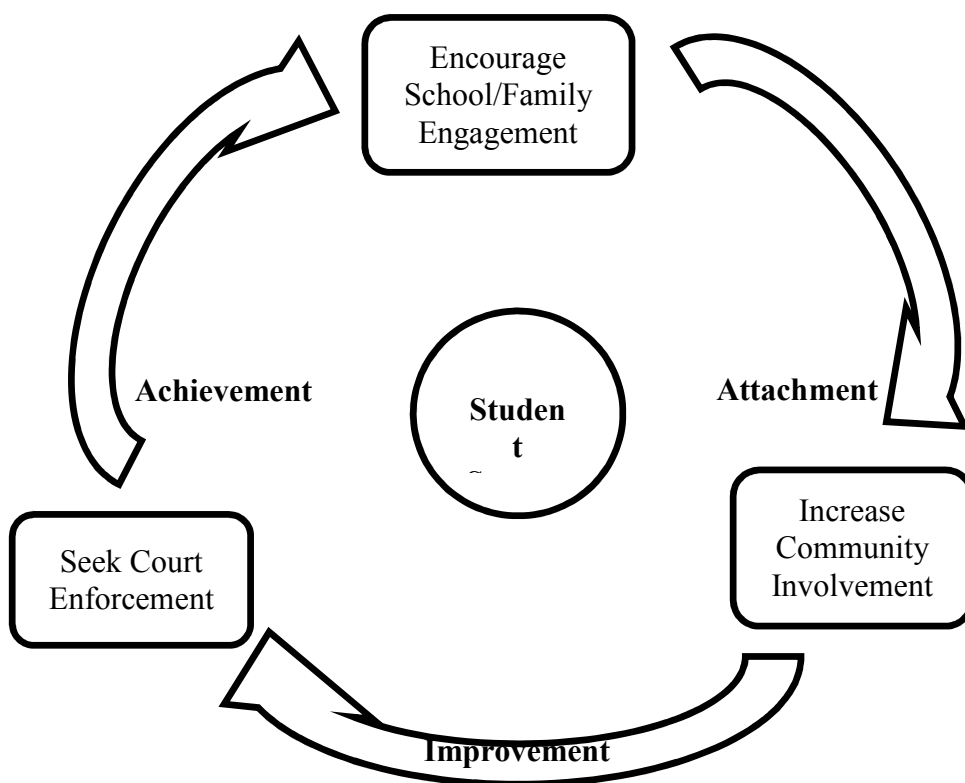 Encourage
School/Family
Engagement
Achievement
Attachment
Studen
t
Increase
Community
Involvement
Seek Court
Enforcement
Improvement